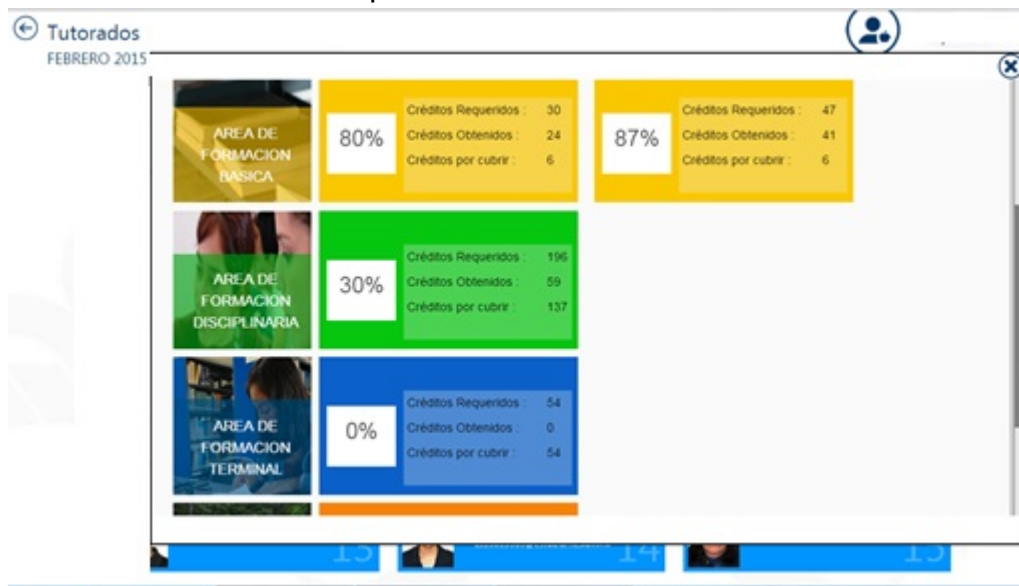 Tutorados
FEBRERO 2015
AREA DE
FORMACION
BASICA
80%
Créditos Requeridos : 30
Créditos Obtenidos : 24
Créditos por cubrir : 6
87%
Créditos Requeridos : 47
Créditos Obtenidos : 41
Créditos por cubrir : 6
AREA DE
FORMACION
DISCIPLINARIA
30%
Créditos Requeridos : 196
Créditos Obtenidos : 59
Créditos por cubrir : 137
AREA DE
FORMACION
TERMINAL
0%
Créditos Requeridos : 54
Créditos Obtenidos : 0
Créditos por cubrir : 54
13
14
15